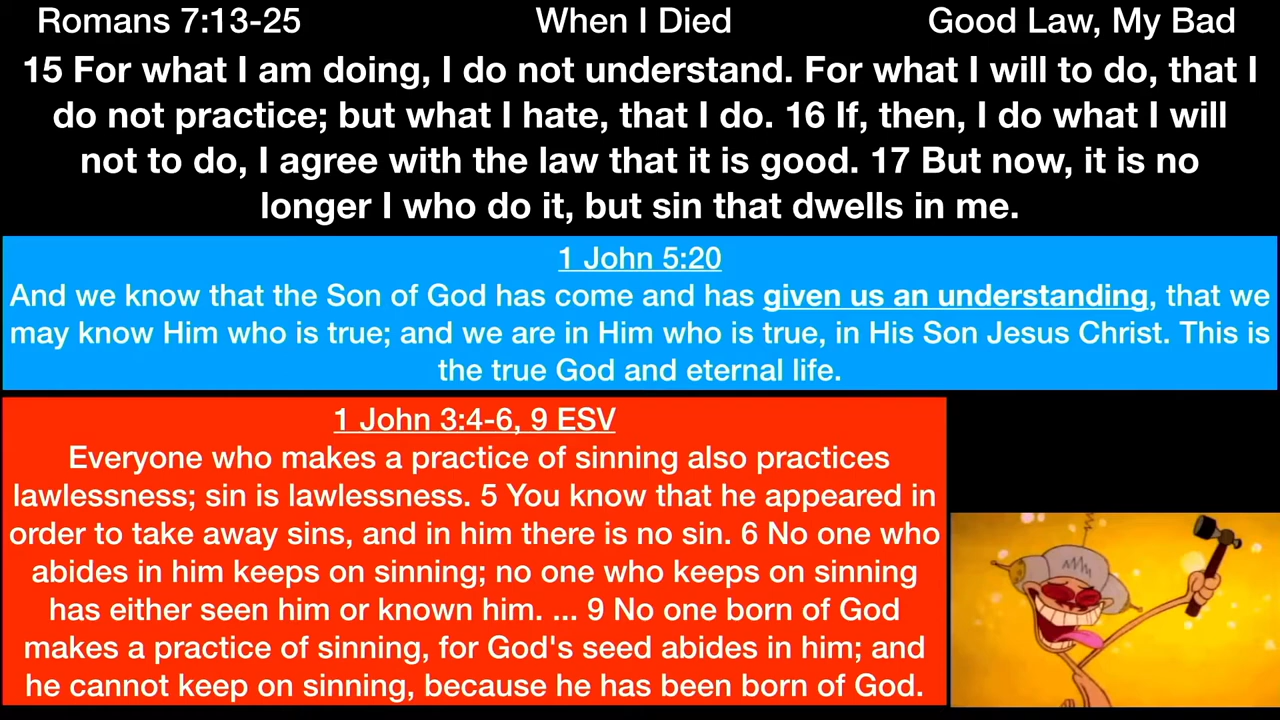 Romans 7:13-25 When I Died Good Law, My Bad
15 For what I am doing, I do not understand. For what I will to do, that I
do not practice; but what I hate, that I do. 16 If, then, I do what I will
not to do, I agree with the law that it is good. 17 But now, it is no
longer I who do it, but sin that dwells in me.
1 John 5:20
And we know that the Son of God has come and has given us an understanding, that we
may know Him who is true; and we are in Him who is true, in His Son Jesus Christ. This is
the true God and eternal life.
1 John 3:4-6, 9 ESV
Everyone who makes a practice of sinning also practices
lawlessness; sin is lawlessness. 5 You know that he appeared in
order to take away sins, and in him there is no sin. 6 No one who
abides in him keeps on sinning; no one who keeps on sinning
has either seen him or known him. ... 9 No one born of God
makes a practice of sinning, for God's seed abides in him; and
he cannot keep on sinning, because he has been born of God.